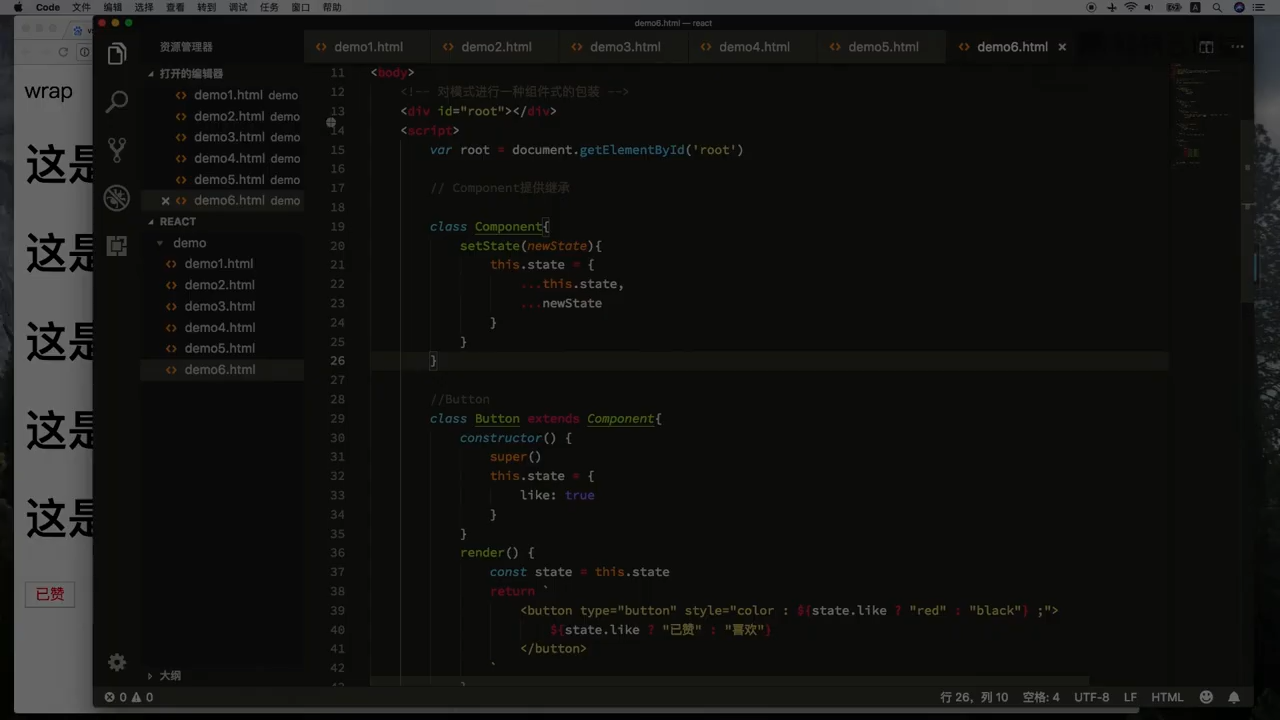 Code 文件 编辑 选择 查看 转到 调试 任务 窗口 帮助
demo6.html — react
资源管理器
demo1.html demo2.html demo3.html demo4.html demo5.html demo6.html
打开的编辑器
demo1.html demo
demo2.html demo
demo3.html demo
demo4.html demo
demo5.html demo
demo6.html demo
REACT
demo
demo1.html
demo2.html
demo3.html
demo4.html
demo5.html
demo6.html
大纲
wrap
这是
这是
这是
这是
这是
已赞
11 <body>
12 <!-- 对模式进行一种组件式的包装 -->
13 <div id="root"></div>
14 <script>
15 var root = document.getElementById('root')
16
17 // Component提供继承
18
19 class Component{
20 setState(newState){
21 this.state = {
22 ...this.state,
23 ...newState
24 }
25 }
26 }
27
28 //Button
29 class Button extends Component{
30 constructor() {
31 super()
32 this.state = {
33 like: true
34 }
35 }
36 render() {
37 const state = this.state
38 return `
39 <button type="button" style="color : ${state.like ? "red" : "black"} ;">
40 ${state.like ? "已赞" : "喜欢"}
41 </button>
42 `
0 0
行 26，列 10 空格: 4 UTF-8 LF HTML